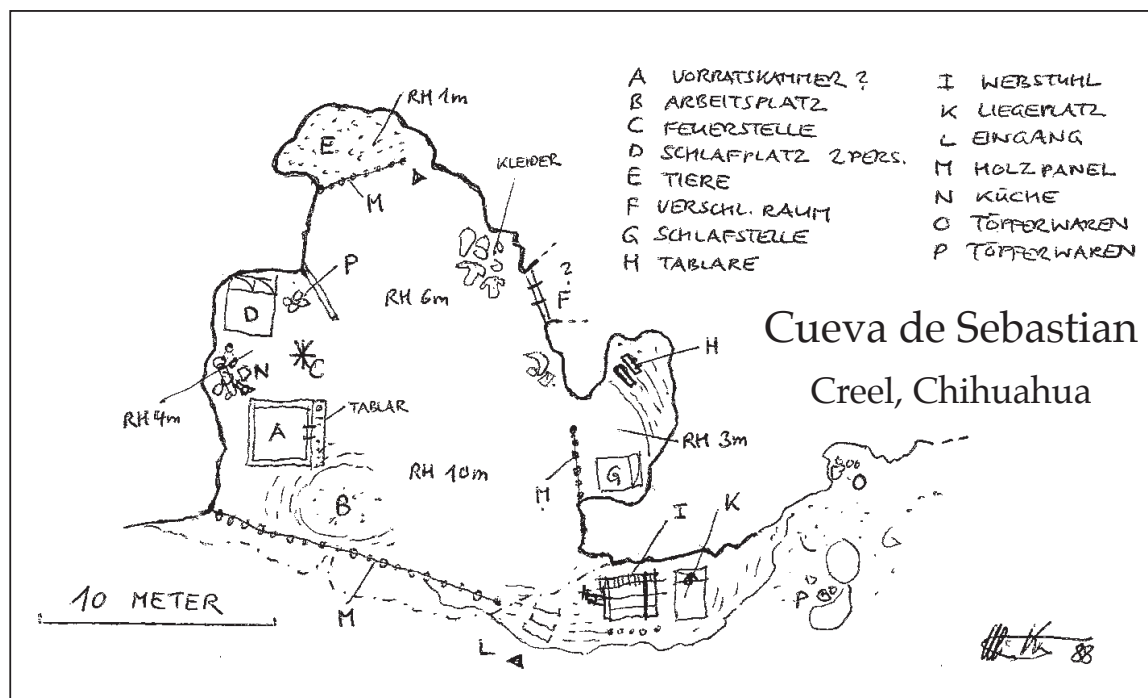 A VORRATSKAMMER ?
B ARBEITSPLATZ
C FEUERSTELLE
D SCHLAFPLATZ 2 PERS.
E TIERE
F VERSCHL. RAUM
G SCHLAFSTELLE
H TABLARE
I WEBSTUHL
K LIEGEPLATZ
L EINGANG
M HOLZPANEL
N KÜCHE
O TÖPFERWAREN
P TÖPFERWAREN
Cueva de Sebastian
Creel, Chihuahua
RH 1m
E
M
KLEIDER
P
RH 6m
?
F
D
C
N
H
RH 4m
TABLAR
A
RH 3m
RH 10m
G
M
B
I
K
10 METER
M
L
P
88